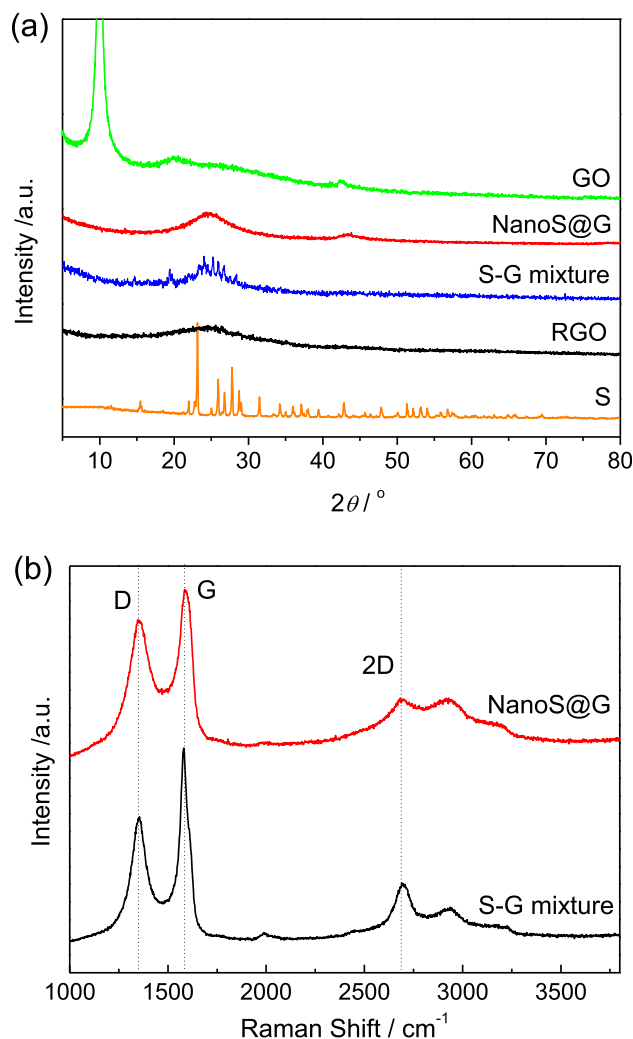 (a)
GO
NanoS@G
S-G mixture
RGO
S
Intensity /a.u.
10 20 30 40 50 60 70 80
2θ / °
(b)
D
G
2D
NanoS@G
S-G mixture
Intensity /a.u.
1000 1500 2000 2500 3000 3500
Raman Shift / cm⁻¹